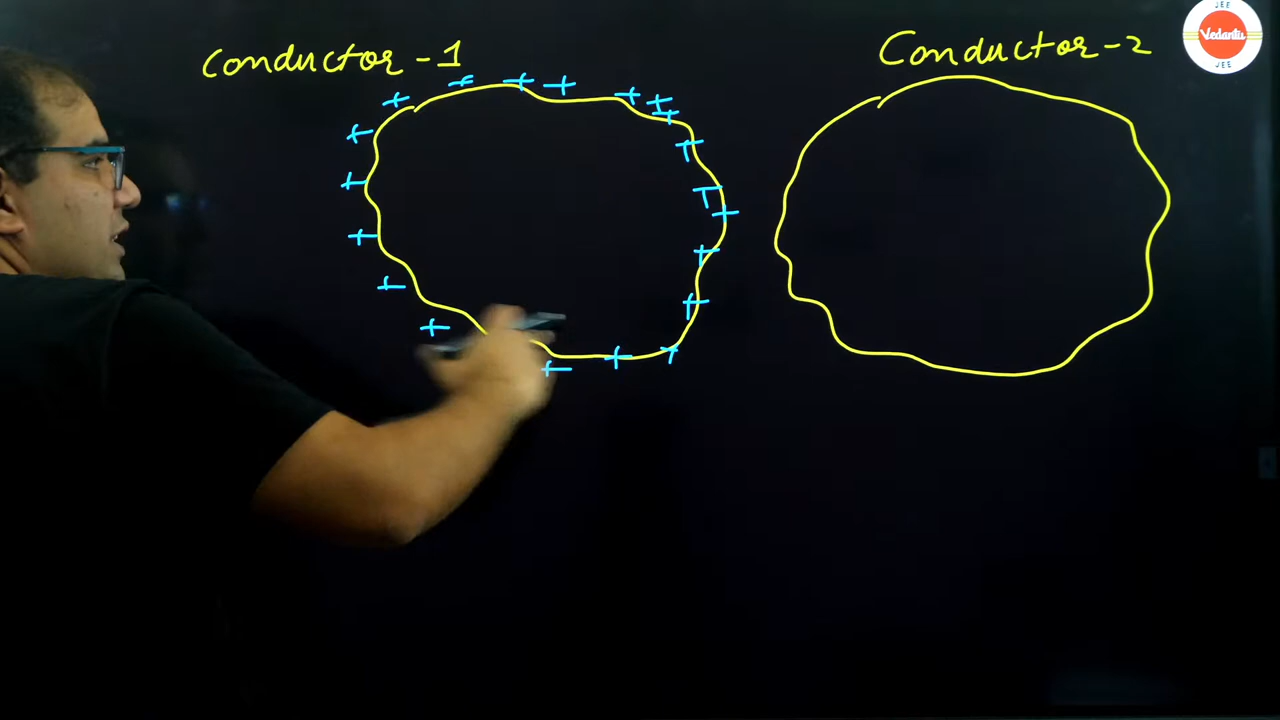 Conductor-1
Conductor-2
JEE
Vedantu
JEE
+ + + + + + + + + + + + + + + + + + + + +